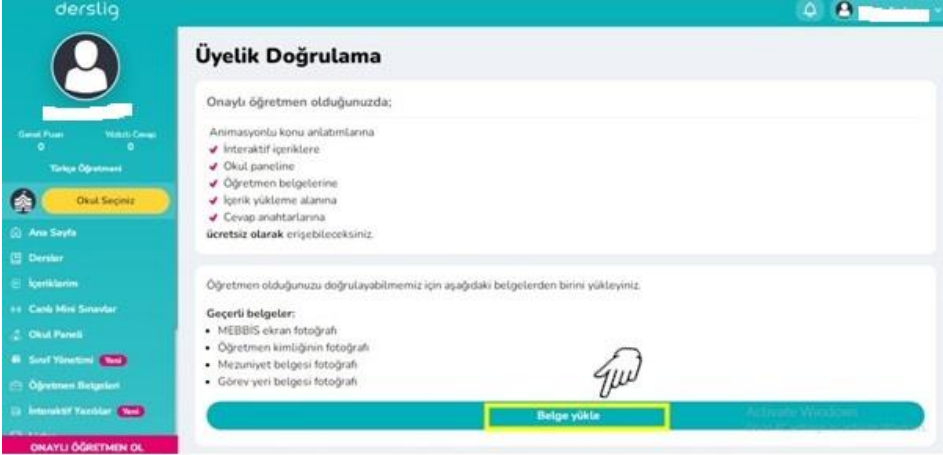 derslig
Genel Puan
0
Yıldızlı Cevap
0
Türkçe Öğretmeni
Okul Seçiniz
Ana Sayfa
Dersler
İçeriklerim
Canlı Mini Sınavlar
Okul Paneli
Sınıf Yönetimi Yeni
Öğretmen Belgeleri
İnteraktif Yazılılar Yeni
ONAYLI ÖĞRETMEN OL
Üyelik Doğrulama
Onaylı öğretmen olduğunuzda;
Animasyonlu konu anlatımlarına
İnteraktif içeriklere
Okul paneline
Öğretmen belgelerine
İçerik yükleme alanına
Cevap anahtarlarına
ücretsiz olarak erişebileceksiniz.
Öğretmen olduğunuzu doğrulayabilmemiz için aşağıdaki belgelerden birini yükleyiniz.
Geçerli belgeler:
MEBBİS ekran fotoğrafı
Öğretmen kimliğinin fotoğrafı
Mezuniyet belgesi fotoğrafı
Görev yeri belgesi fotoğrafı
Belge yükle
Activate Windows